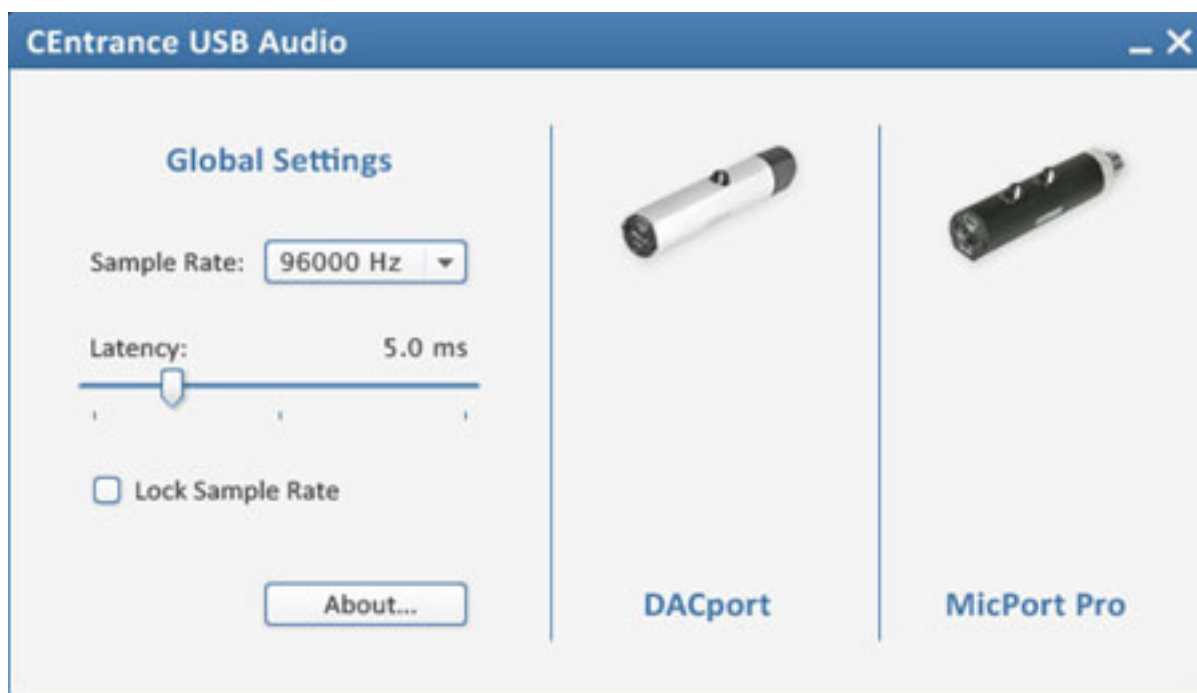 CEntrance USB Audio
Global Settings
Sample Rate: 96000 Hz
Latency: 5.0 ms
Lock Sample Rate
About...
DACport
MicPort Pro